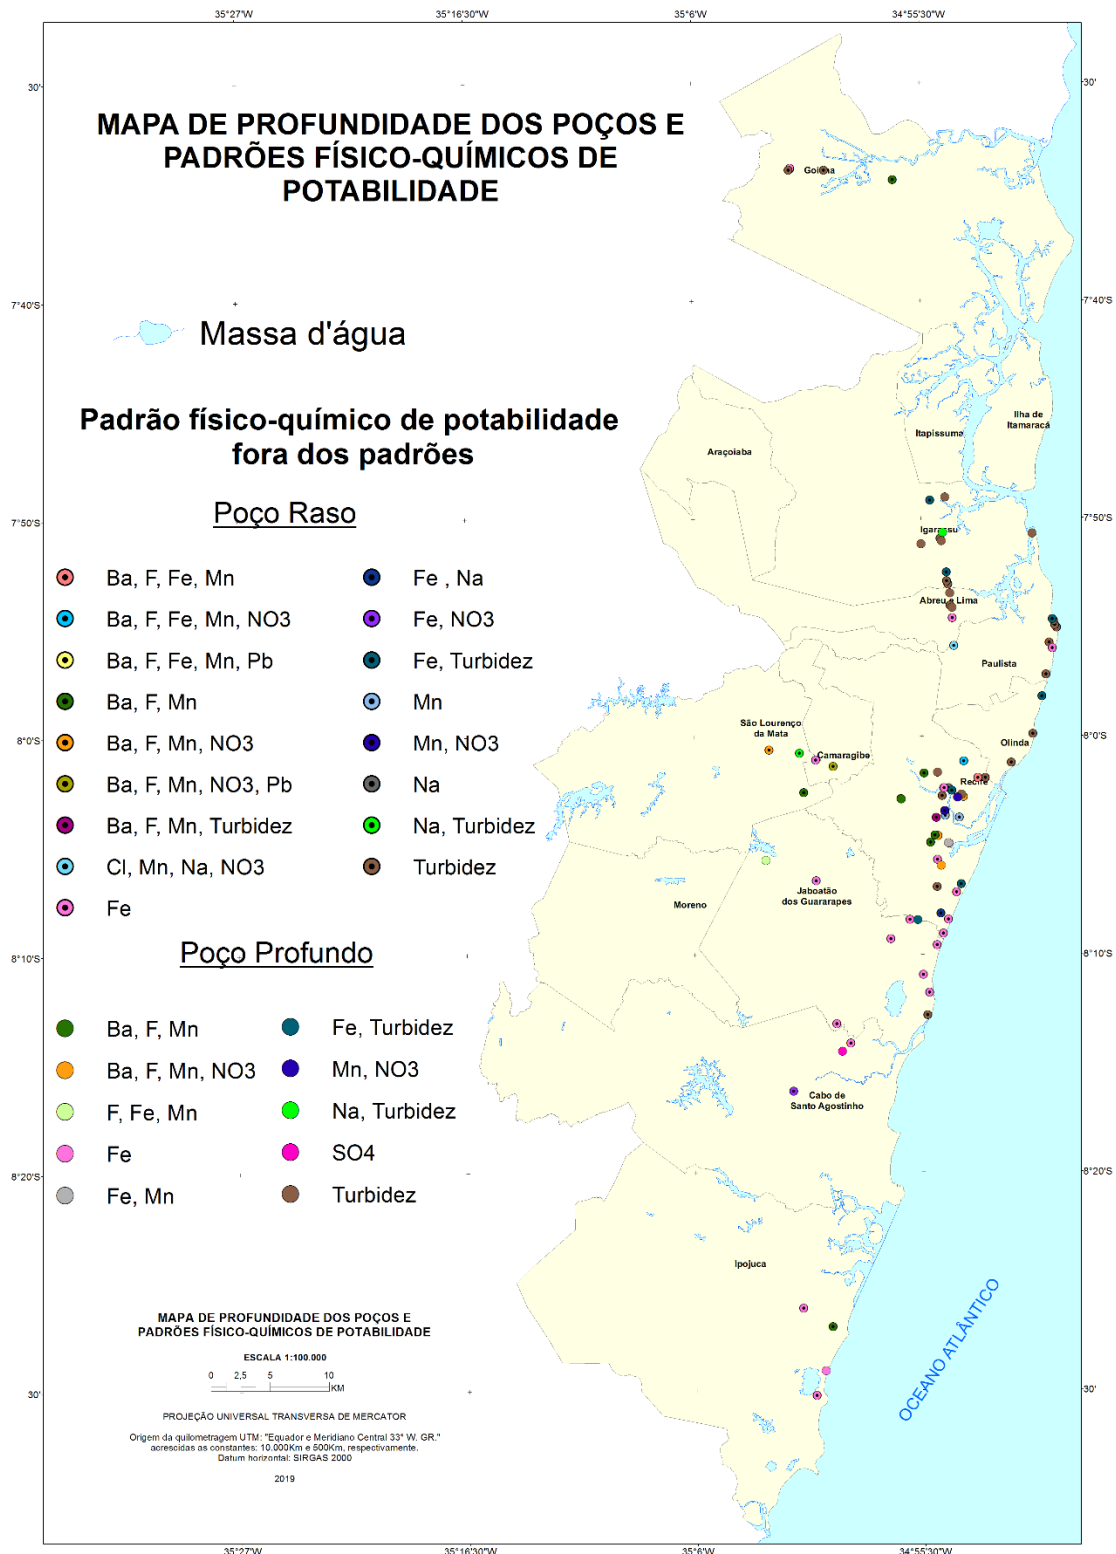 35°27'W
35°16'30"W
35°6'W
34°55'30"W
30'
30'
MAPA DE PROFUNDIDADE DOS POÇOS E
PADRÕES FÍSICO-QUÍMICOS DE
POTABILIDADE
Goiana
7°40'S
7°40'S
Massa d'água
Padrão físico-químico de potabilidade
fora dos padrões
Ilha de
Itamaracá
Itapissuma
Araçoiaba
Poço Raso
7°50'S
7°50'S
Igarassu
Ba, F, Fe, Mn
Fe , Na
Ba, F, Fe, Mn, NO3
Fe, NO3
Ba, F, Fe, Mn, Pb
Fe, Turbidez
Ba, F, Mn
Mn
Ba, F, Mn, NO3
Mn, NO3
Ba, F, Mn, NO3, Pb
Na
Ba, F, Mn, Turbidez
Na, Turbidez
Cl, Mn, Na, NO3
Turbidez
Fe
Abreu e Lima
Paulista
São Lourenço
da Mata
Camaragibe
Olinda
8°0'S
8°0'S
Recife
Jaboatão
dos Guararapes
Moreno
Poço Profundo
8°10'S
8°10'S
Ba, F, Mn
Fe, Turbidez
Ba, F, Mn, NO3
Mn, NO3
F, Fe, Mn
Na, Turbidez
Fe
SO4
Fe, Mn
Turbidez
Cabo de
Santo Agostinho
8°20'S
8°20'S
Ipojuca
OCEANO ATLÂNTICO
MAPA DE PROFUNDIDADE DOS POÇOS E
PADRÕES FÍSICO-QUÍMICOS DE POTABILIDADE
ESCALA 1:100.000
0 2,5 5 10
KM
30'
30'
PROJEÇÃO UNIVERSAL TRANSVERSA DE MERCATOR
Origem da quilometragem UTM: "Equador e Meridiano Central 33° W. GR."
acrescidas as constantes: 10.000Km e 500Km, respectivamente.
Datum horizontal: SIRGAS 2000
2019
35°27'W
35°16'30"W
35°6'W
34°55'30"W